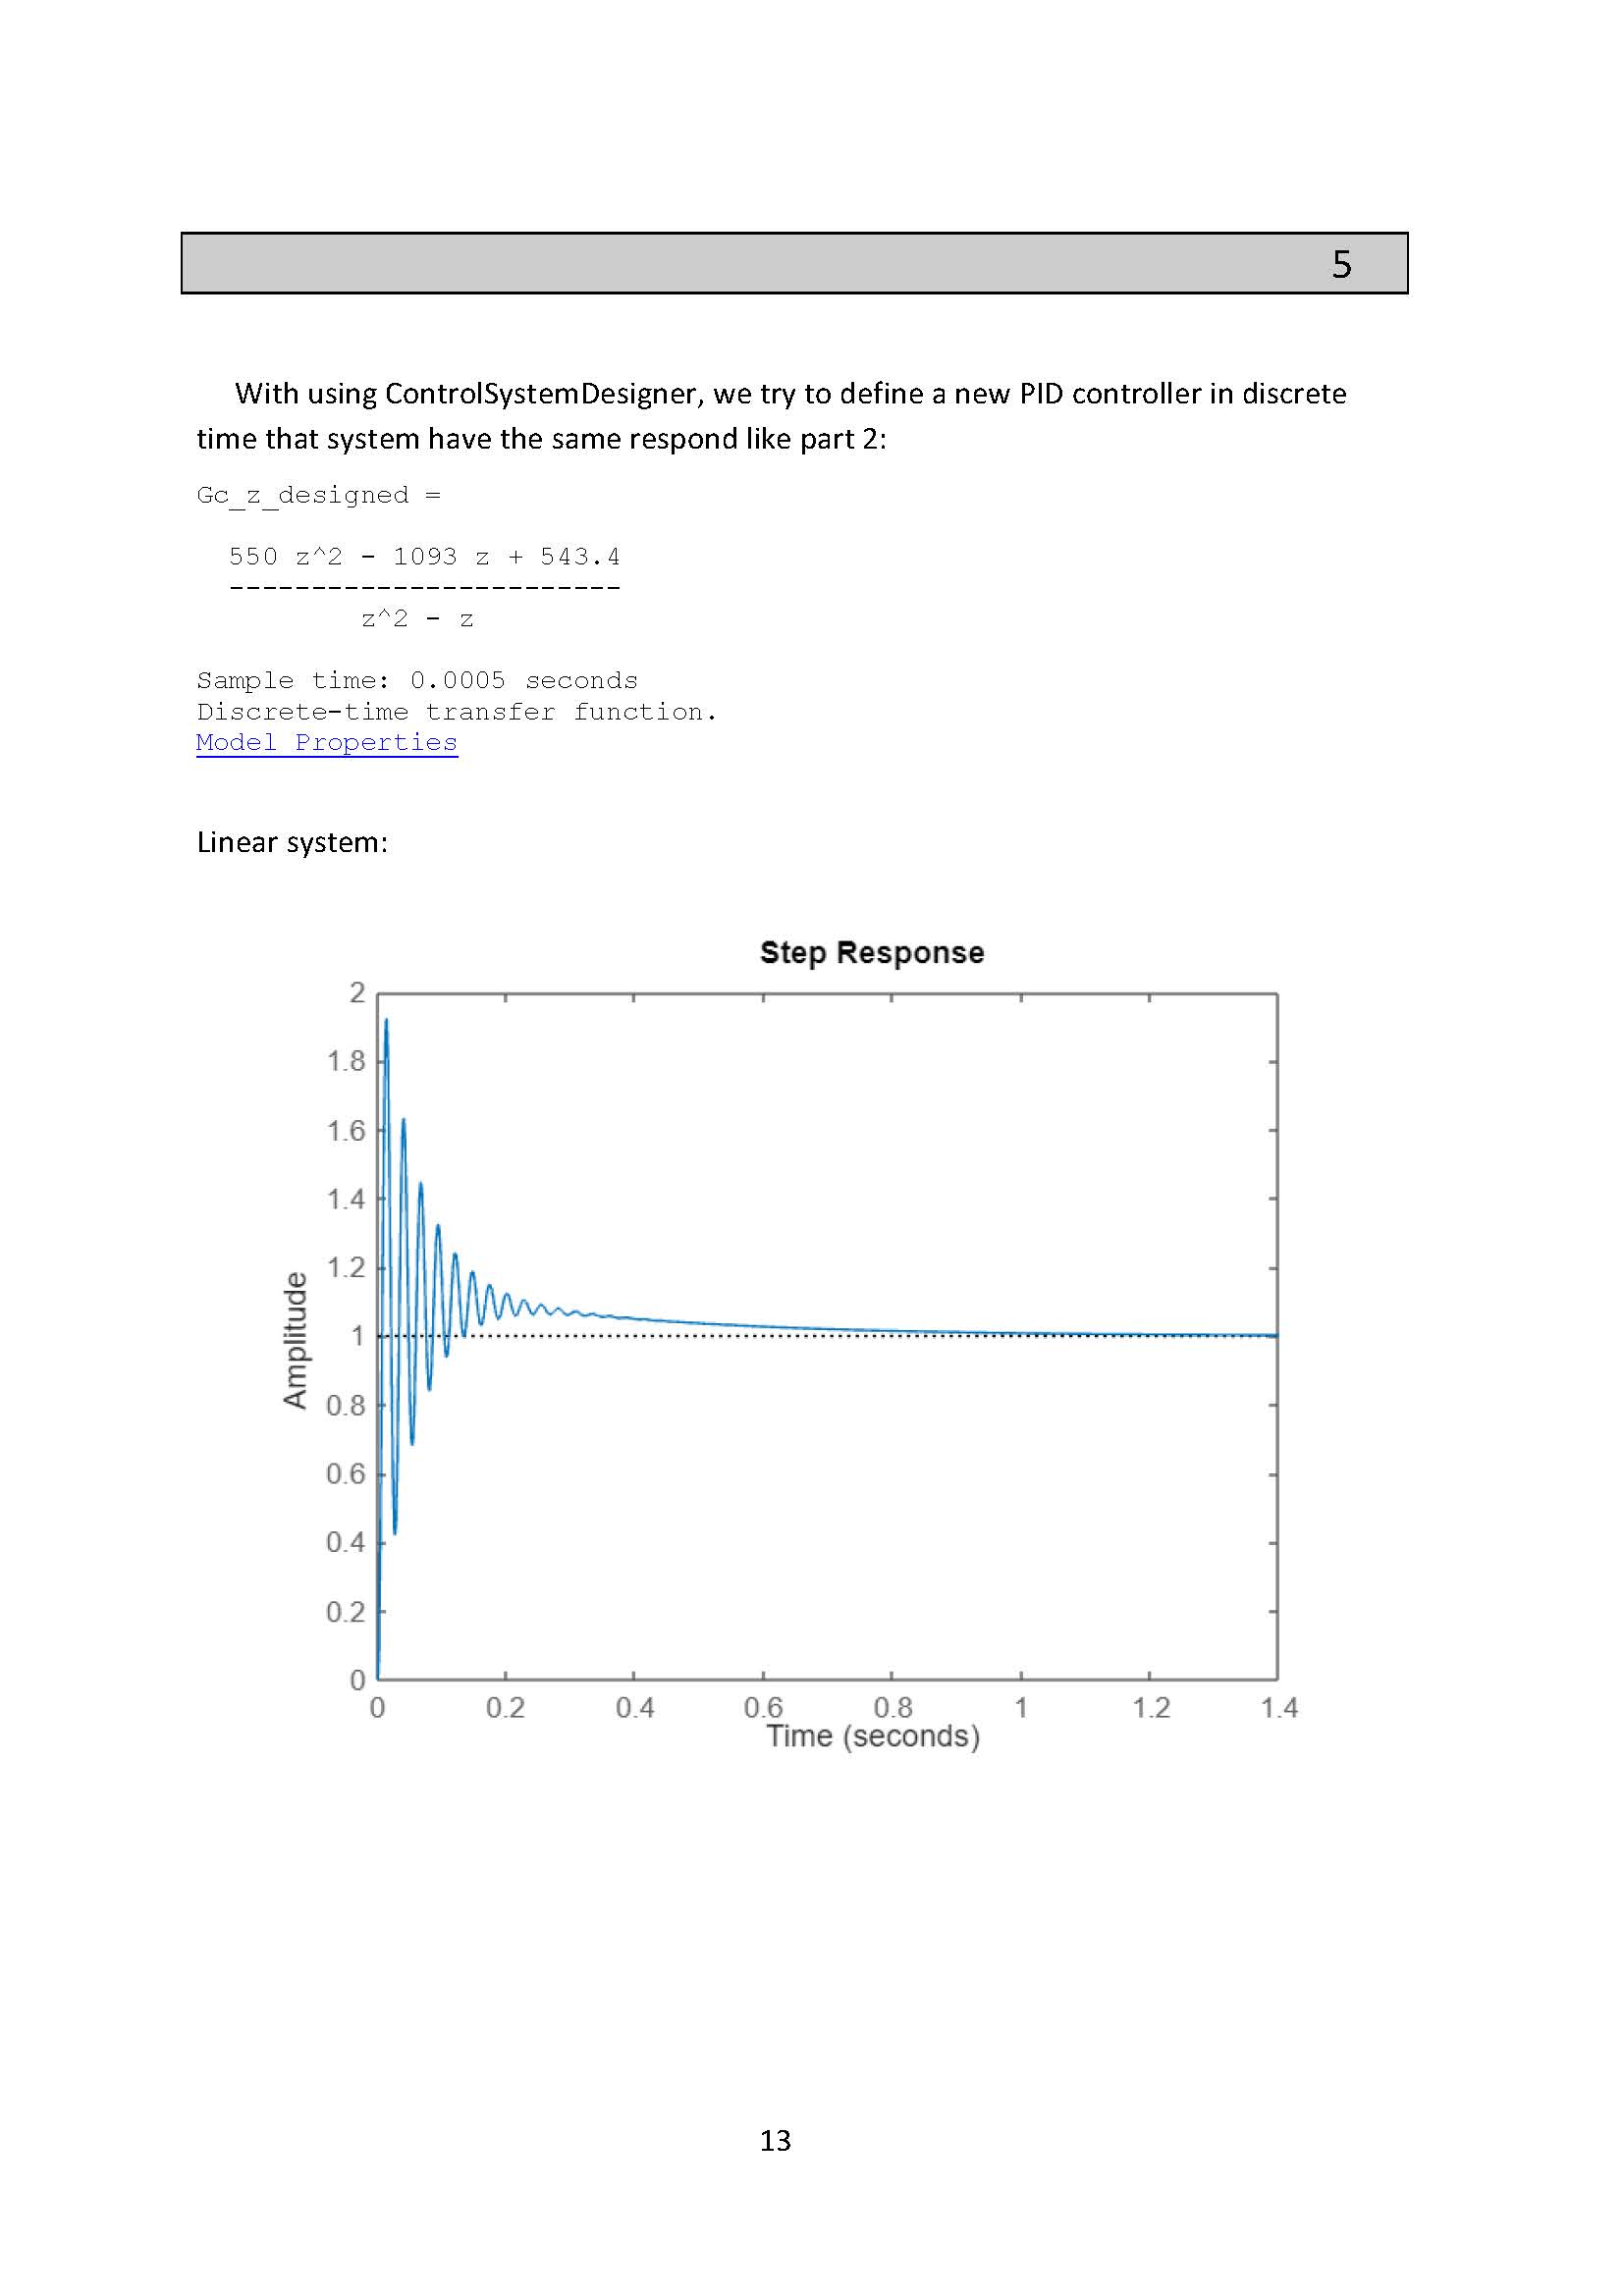 5
With using ControlSystemDesigner, we try to define a new PID controller in discrete
time that system have the same respond like part 2:
Gc_z_designed =
550 z^2 - 1093 z + 543.4
------------------------
z^2 - z
Sample time: 0.0005 seconds
Discrete-time transfer function.
Model Properties
Linear system:
Step Response
2
1.8
1.6
1.4
1.2
1
0.8
0.6
0.4
0.2
0
Amplitude
0 0.2 0.4 0.6 0.8 1 1.2 1.4
Time (seconds)
13